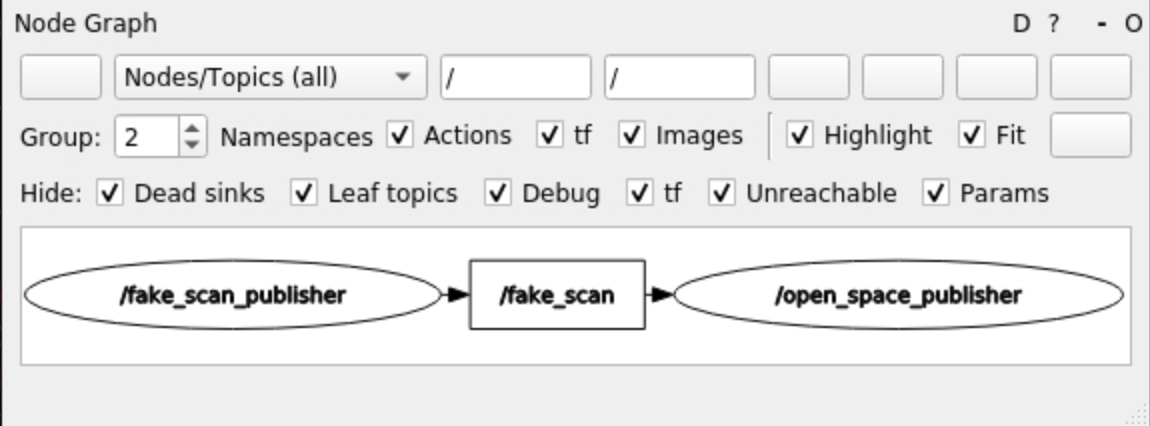 Node Graph D ? - O
Nodes/Topics (all) / /
Group: 2 Namespaces Actions tf Images Highlight Fit
Hide: Dead sinks Leaf topics Debug tf Unreachable Params
/fake_scan_publisher /fake_scan /open_space_publisher